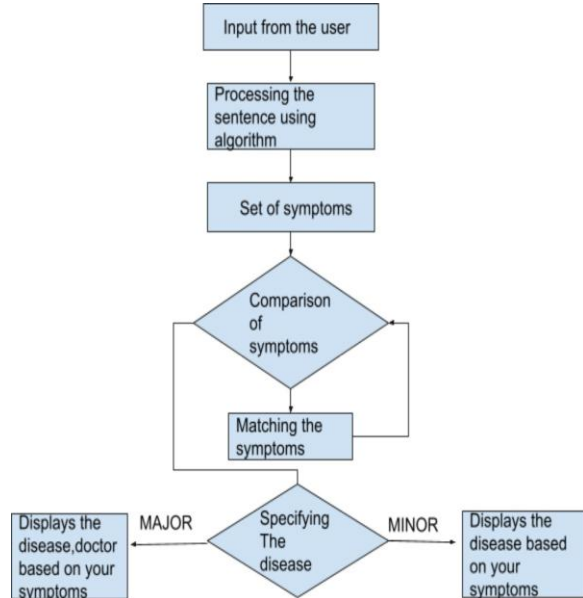 Input from the user
Processing the
sentence using
algorithm
Set of symptoms
Comparison
of
symptoms
Matching the
symptoms
Displays the
disease,doctor
based on your
symptoms
MAJOR
Specifying
The
disease
MINOR
Displays the
disease based
on your
symptoms